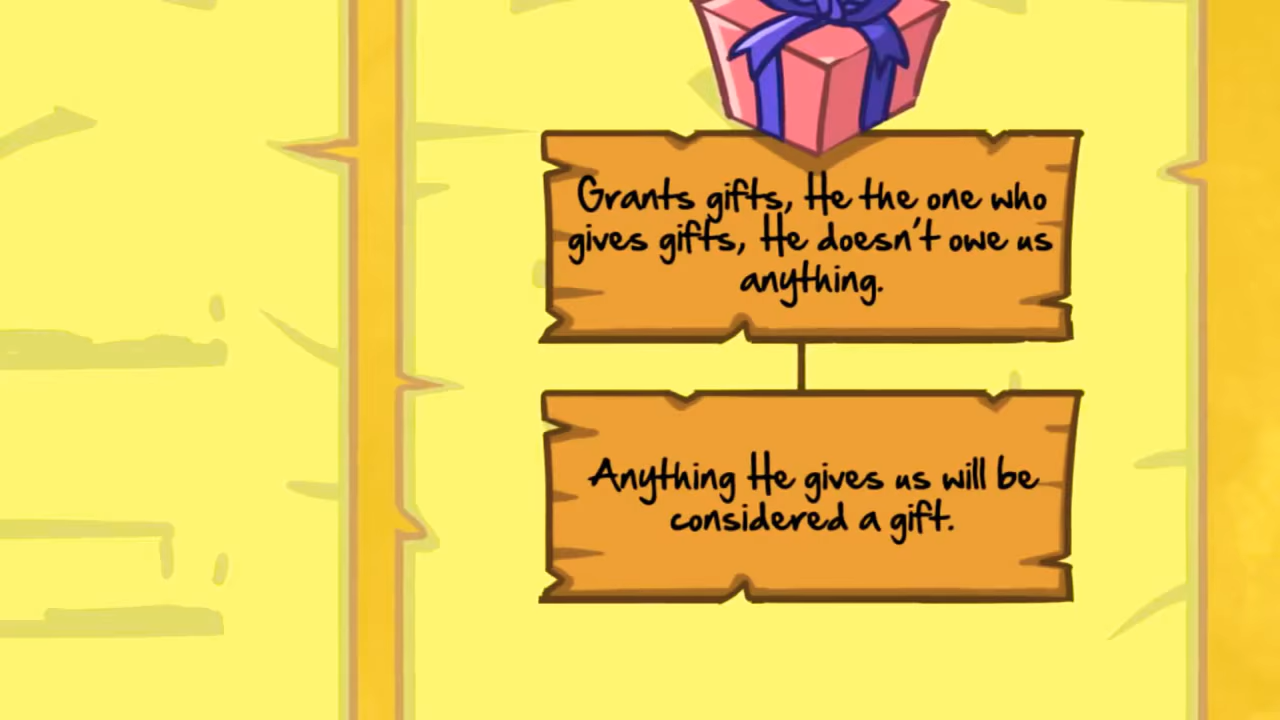 Grants gifts, He the one who
gives gifts, He doesn't owe us
anything.
Anything He gives us will be
considered a gift.